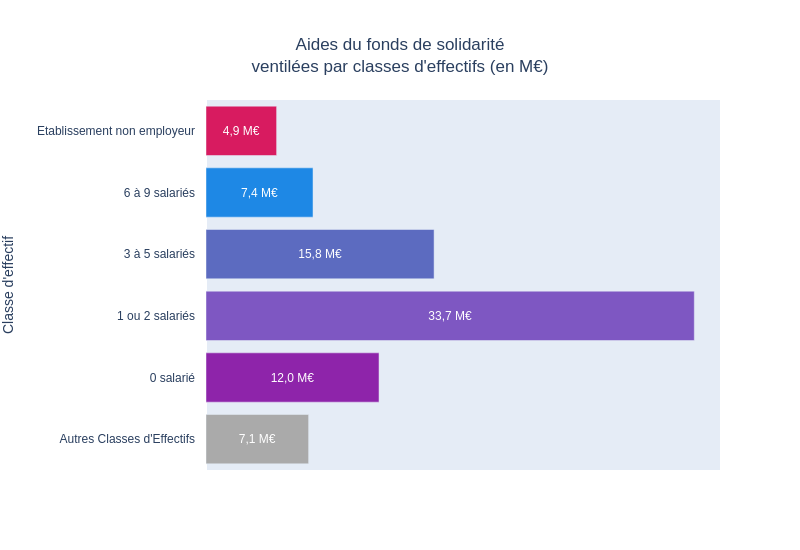 Aides du fonds de solidarité
ventilées par classes d'effectifs (en M€)
Classe d'effectif
Etablissement non employeur
4,9 M€
6 à 9 salariés
7,4 M€
3 à 5 salariés
15,8 M€
1 ou 2 salariés
33,7 M€
0 salarié
12,0 M€
Autres Classes d'Effectifs
7,1 M€